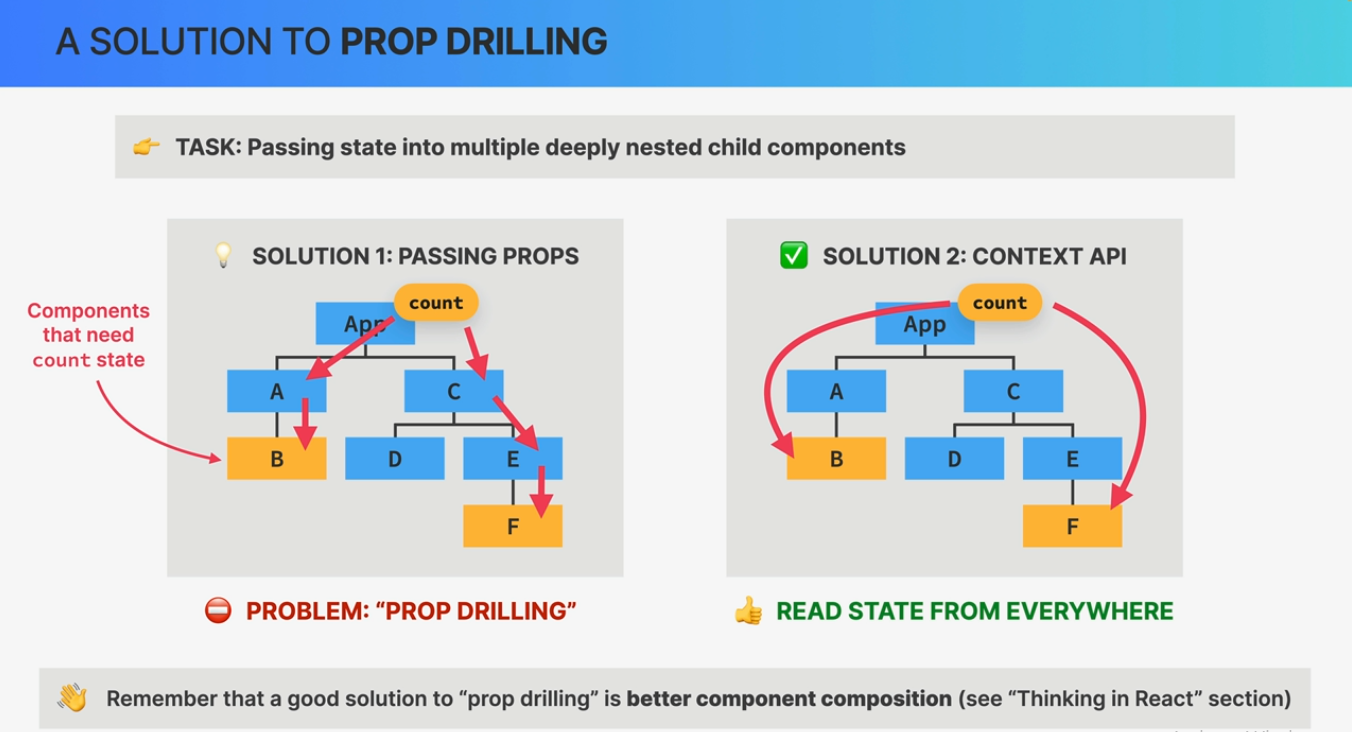 A SOLUTION TO PROP DRILLING
👉 TASK: Passing state into multiple deeply nested child components
💡 SOLUTION 1: PASSING PROPS
Components
that need
count state
count
App
A
C
B
D
E
F
⛔ PROBLEM: “PROP DRILLING”
✅ SOLUTION 2: CONTEXT API
count
App
A
C
B
D
E
F
👍 READ STATE FROM EVERYWHERE
👋 Remember that a good solution to “prop drilling” is better component composition (see “Thinking in React” section)